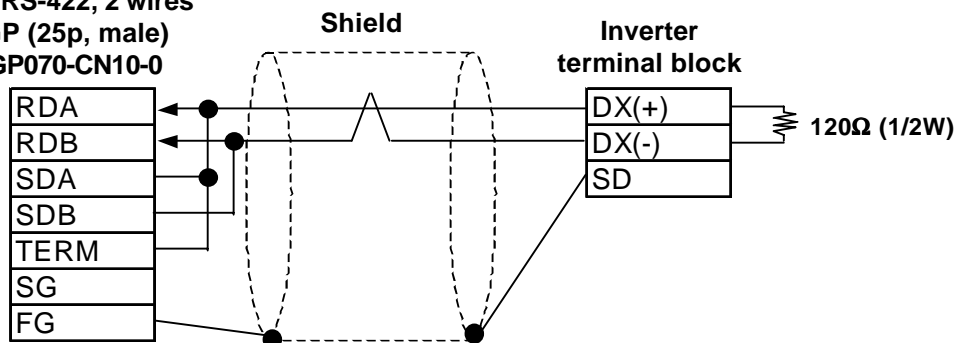 RS-422, 2 wires
GP (25p, male)
GP070-CN10-0
Shield
Inverter
terminal block
RDA
RDB
SDA
SDB
TERM
SG
FG
DX(+)
DX(-)
SD
120Ω (1/2W)